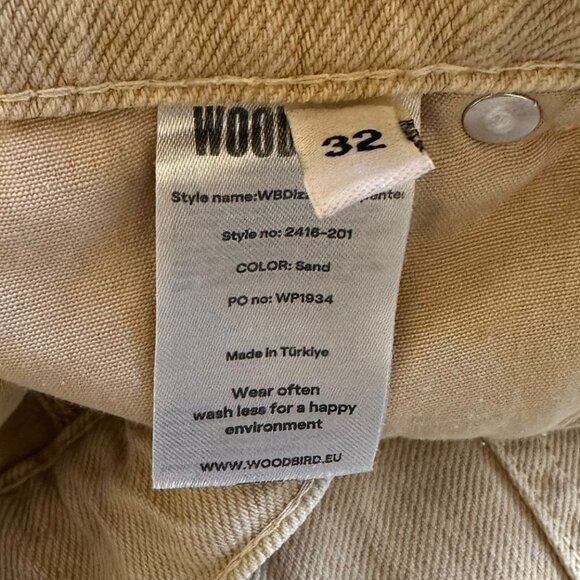 WOOD
32
Style name:WBDiz penter
Style no: 2416-201
COLOR: Sand
PO no: WP1934
Made in Türkiye
Wear often
wash less for a happy
environment
WWW.WOODBIRD.EU